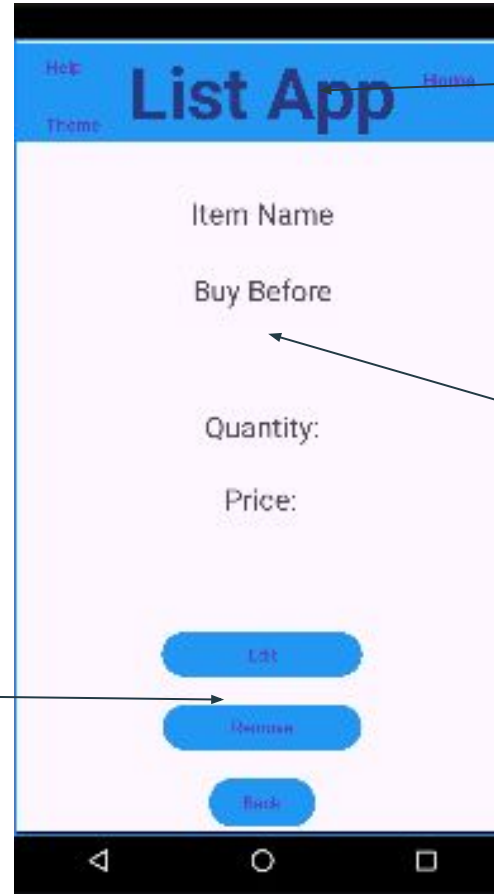 Help
List App
Home
Theme
Item Name
Buy Before
Quantity:
Price:
Edit
Remove
Back